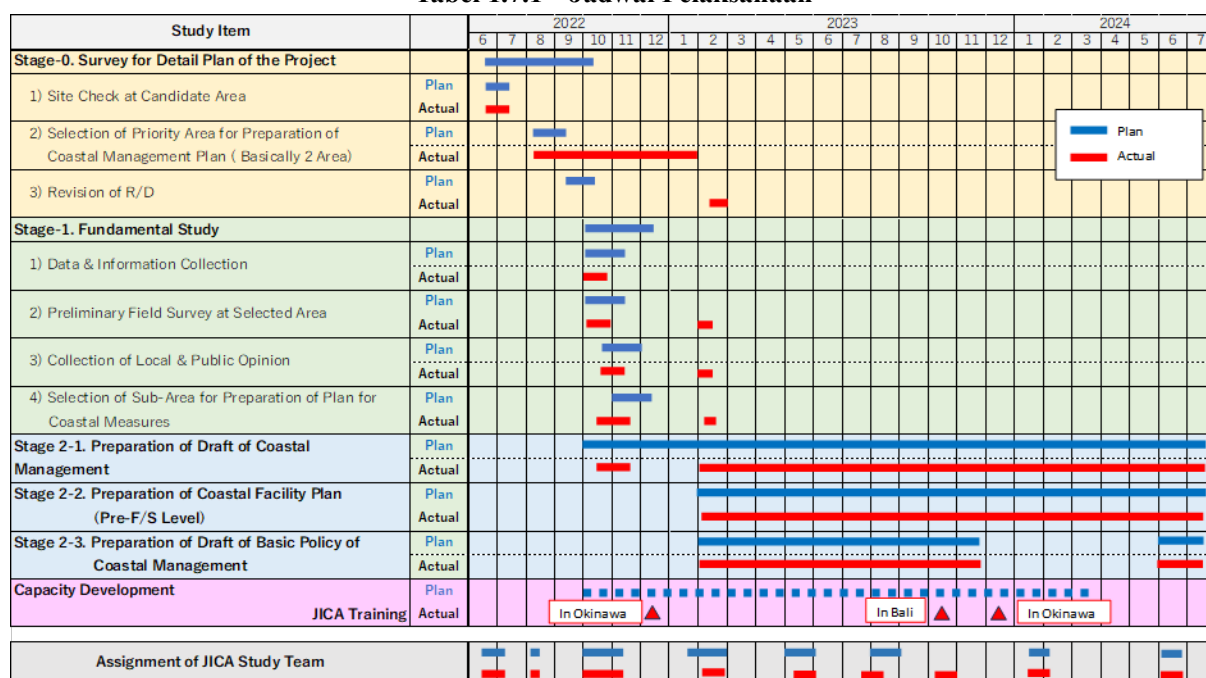 Tabel 1.7.1 Jadwal Pelaksanaan
Study Item
2022 2023 2024
6 7 8 9 10 11 12 1 2 3 4 5 6 7 8 9 10 11 12 1 2 3 4 5 6 7
Stage-0. Survey for Detail Plan of the Project
1) Site Check at Candidate Area
Plan
Actual
2) Selection of Priority Area for Preparation of
Coastal Management Plan ( Basically 2 Area)
Plan
Actual
3) Revision of R/D
Plan
Actual
Plan
Actual
Stage-1. Fundamental Study
1) Data & Information Collection
Plan
Actual
2) Preliminary Field Survey at Selected Area
Plan
Actual
3) Collection of Local & Public Opinion
Plan
Actual
4) Selection of Sub-Area for Preparation of Plan for
Coastal Measures
Plan
Actual
Stage 2-1. Preparation of Draft of Coastal
Management
Plan
Actual
Stage 2-2. Preparation of Coastal Facility Plan
(Pre-F/S Level)
Plan
Actual
Stage 2-3. Preparation of Draft of Basic Policy of
Coastal Management
Plan
Actual
Capacity Development
Plan
JICA Training
Actual
In Okinawa
In Bali
In Okinawa
Assignment of JICA Study Team